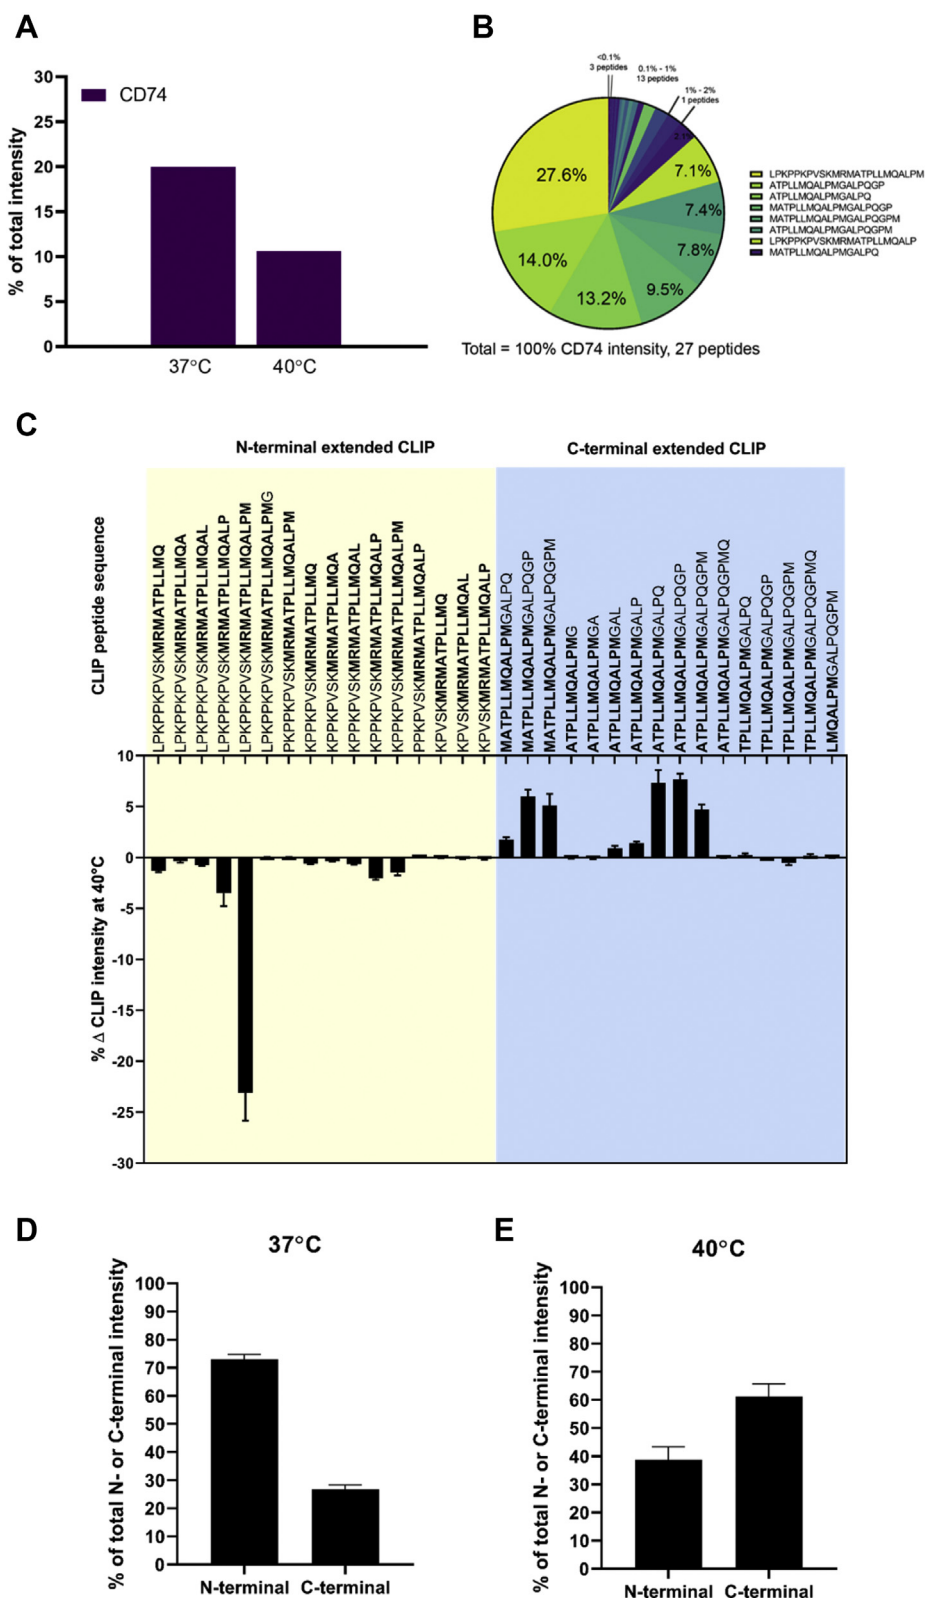 A
30
25
20
15
10
5
0
% of total intensity
CD74
37°C
40°C
B
<0.1%
3 peptides
0.1% - 1%
13 peptides
1% - 2%
1 peptides
2.1%
7.1%
7.4%
7.8%
9.5%
13.2%
14.0%
27.6%
LPKPPKPVSKMRMATPLLMQALPM
ATPLLMQALPMGALPQGP
ATPLLMQALPMGALPQ
MATPLLMQALPMGALPQGP
MATPLLMQALPMGALPQGPM
ATPLLMQALPMGALPQGPM
LPKPPKPVSKMRMATPLLMQALP
MATPLLMQALPMGALPQ
Total = 100% CD74 intensity, 27 peptides
C
N-terminal extended CLIP
C-terminal extended CLIP
CLIP peptide sequence
LPKPPKPVSKMRMATPLLMQ
LPKPPKPVSKMRMATPLLMQA
LPKPPKPVSKMRMATPLLMQAL
LPKPPKPVSKMRMATPLLMQALP
LPKPPKPVSKMRMATPLLMQALPM
LPKPPKPVSKMRMATPLLMQALPMG
PKPPKPVSKMRMATPLLMQALPM
KPPKPVSKMRMATPLLMQ
KPPKPVSKMRMATPLLMQA
KPPKPVSKMRMATPLLMQAL
KPPKPVSKMRMATPLLMQALP
KPPKPVSKMRMATPLLMQALPM
PPKPVSKMRMATPLLMQALP
KPVSKMRMATPLLMQ
KPVSKMRMATPLLMQAL
KPVSKMRMATPLLMQALP
MATPLLMQALPMGALPQ
MATPLLMQALPMGALPQGP
MATPLLMQALPMGALPQGPM
ATPLLMQALPMG
ATPLLMQALPMGA
ATPLLMQALPMGAL
ATPLLMQALPMGALP
ATPLLMQALPMGALPQ
ATPLLMQALPMGALPQGP
ATPLLMQALPMGALPQGPM
ATPLLMQALPMGALPQGPMQ
TPLLMQALPMGALPQ
TPLLMQALPMGALPQGP
TPLLMQALPMGALPQGPM
TPLLMQALPMGALPQGPMQ
LMQALPMGALPQGPM
% Δ CLIP intensity at 40°C
10
5
0
-5
-10
-15
-20
-25
-30
D
37°C
% of total N- or C-terminal intensity
100
90
80
70
60
50
40
30
20
10
0
N-terminal
C-terminal
E
40°C
% of total N- or C-terminal intensity
100
90
80
70
60
50
40
30
20
10
0
N-terminal
C-terminal